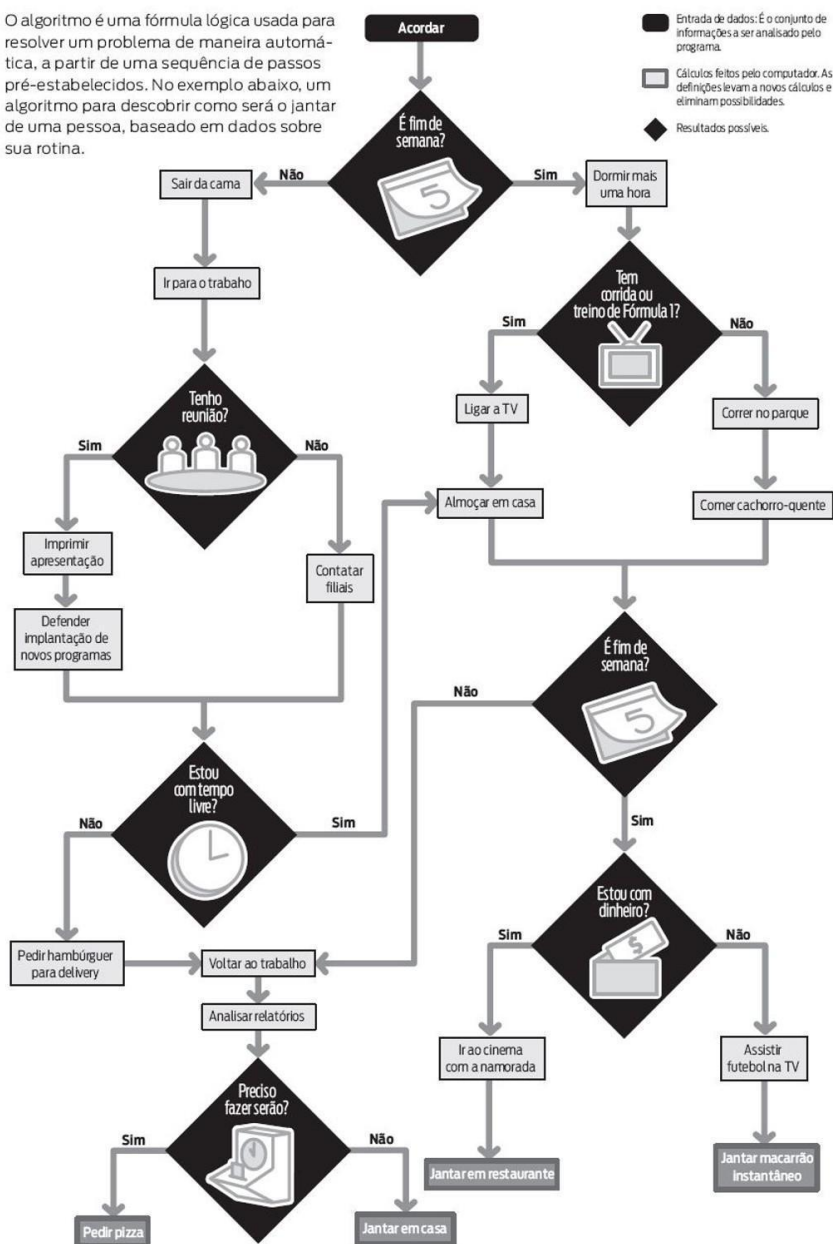 O algoritmo é uma fórmula lógica usada para
resolver um problema de maneira automá-
tica, a partir de uma sequência de passos
pré-estabelecidos. No exemplo abaixo, um
algoritmo para descobrir como será o jantar
de uma pessoa, baseado em dados sobre
sua rotina.
Acordar
Entrada de dados: É o conjunto de
informações a ser analisado pelo
programa.
Cálculos feitos pelo computador. As
definições levam a novos cálculos e
eliminam possibilidades.
Resultados possíveis.
É fim de
semana?
5
Não
Sim
Sair da cama
Dormir mais
uma hora
Ir para o trabaho
Tem
corrida ou
treino de Fórmula 1?
Sim
Não
Ligar a TV
Correr no parque
Tenho
reunião?
Sim
Não
Almoçar em casa
Comer cachorro-quente
Imprimir
apresentação
Contatar
filiais
Defender
implantação de
novos programas
É fim de
semana?
5
Não
Sim
Estou
com tempo
livre?
Não
Sim
Estou com
dinheiro?
$
Sim
Não
Pedir hambúrguer
para delivery
Voltar ao trabalho
Analisar relatórios
Ir ao cinema
com a namorada
Assistir
futebol na TV
Preciso
fazer serão?
Sim
Não
Jantar em restaurante
Jantar macarrão
instantâneo
Pedir pizza
Jantar em casa